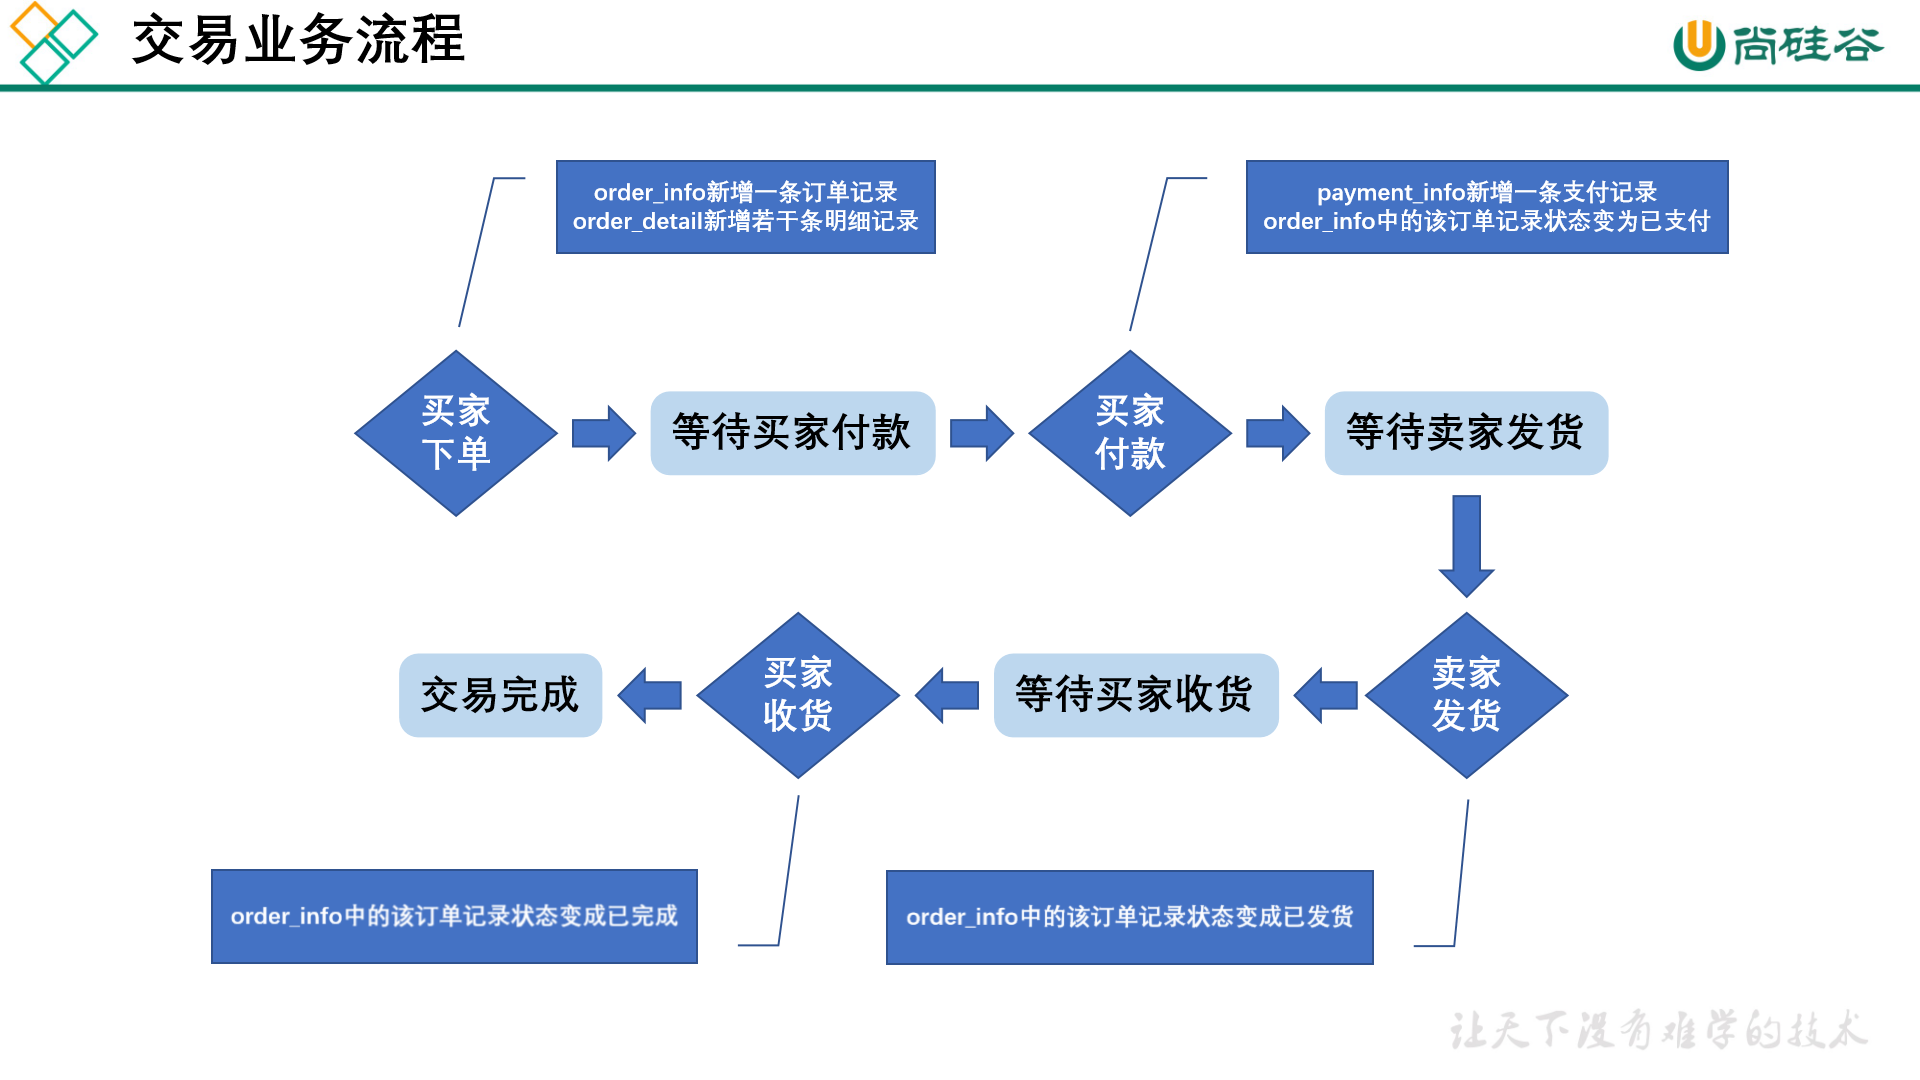 交易业务流程
尚硅谷
order_info新增一条订单记录
order_detail新增若干条明细记录
payment_info新增一条支付记录
order_info中的该订单记录状态变为已支付
买家
下单
等待买家付款
买家
付款
等待卖家发货
交易完成
买家
收货
等待买家收货
卖家
发货
order_info中的该订单记录状态变成已完成
order_info中的该订单记录状态变成已发货
让天下没有难学的技术